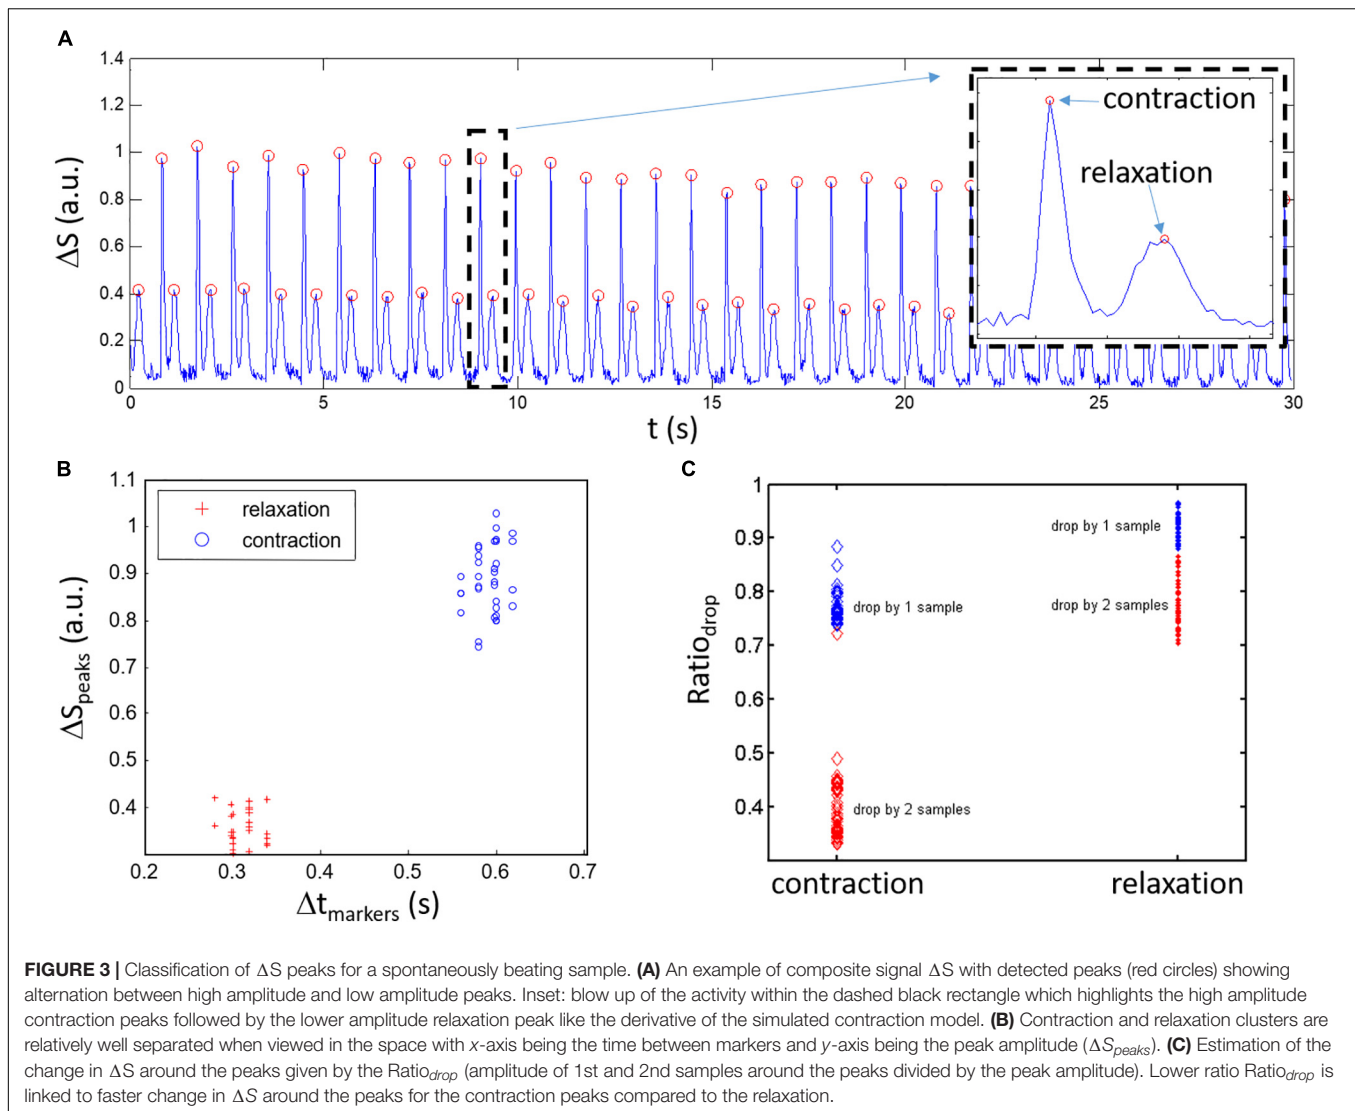 A
1.4
1.2
1
0.8
0.6
0.4
0.2
0
ΔS (a.u.)
0 5 10 15 20 25 30
t (s)
contraction
relaxation
B
1.1
1
0.9
0.8
0.7
0.6
0.5
0.4
ΔSpeaks (a.u.)
relaxation
contraction
0.2 0.3 0.4 0.5 0.6 0.7
Δtmarkers (s)
C
1
0.9
0.8
0.7
0.6
0.5
0.4
Ratiodrop
drop by 1 sample
drop by 2 samples
drop by 1 sample
drop by 2 samples
contraction relaxation
FIGURE 3 | Classification of ΔS peaks for a spontaneously beating sample. (A) An example of composite signal ΔS with detected peaks (red circles) showing
alternation between high amplitude and low amplitude peaks. Inset: blow up of the activity within the dashed black rectangle which highlights the high amplitude
contraction peaks followed by the lower amplitude relaxation peak like the derivative of the simulated contraction model. (B) Contraction and relaxation clusters are
relatively well separated when viewed in the space with x-axis being the time between markers and y-axis being the peak amplitude (ΔSpeaks). (C) Estimation of the
change in ΔS around the peaks given by the Ratiodrop (amplitude of 1st and 2nd samples around the peaks divided by the peak amplitude). Lower ratio Ratiodrop is
linked to faster change in ΔS around the peaks for the contraction peaks compared to the relaxation.